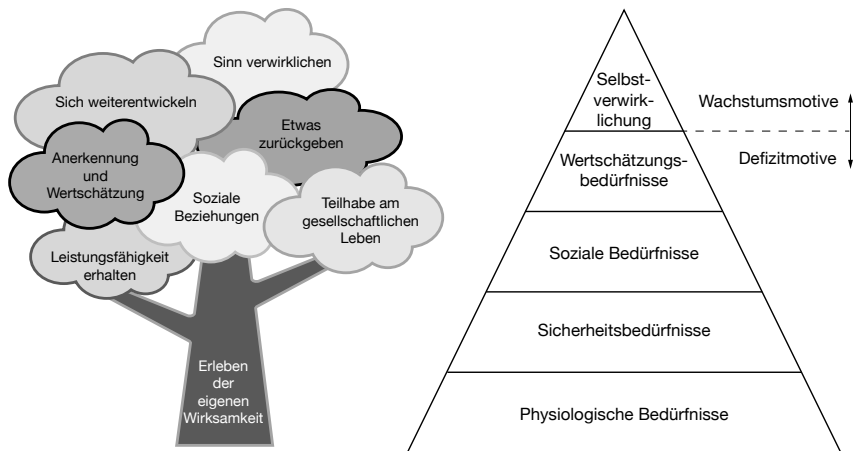 Sinn verwirklichen
Sich weiterentwickeln
Etwas
zurückgeben
Anerkennung
und
Wertschätzung
Soziale
Beziehungen
Teilhabe am
gesellschaftlichen
Leben
Leistungsfähigkeit
erhalten
Erleben
der
eigenen
Wirksamkeit
Selbst-
verwirk-
lichung
Wachstumsmotive
Defizitmotive
Wertschätzungs-
bedürfnisse
Soziale Bedürfnisse
Sicherheitsbedürfnisse
Physiologische Bedürfnisse